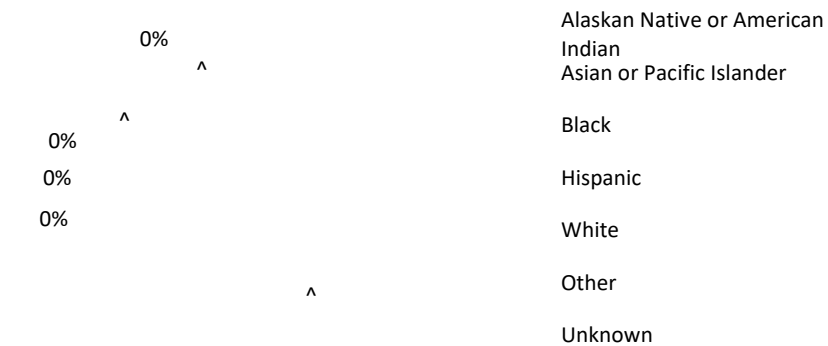 0%
^
^
0%
0%
0%
^
Alaskan Native or American
Indian
Asian or Pacific Islander
Black
Hispanic
White
Other
Unknown